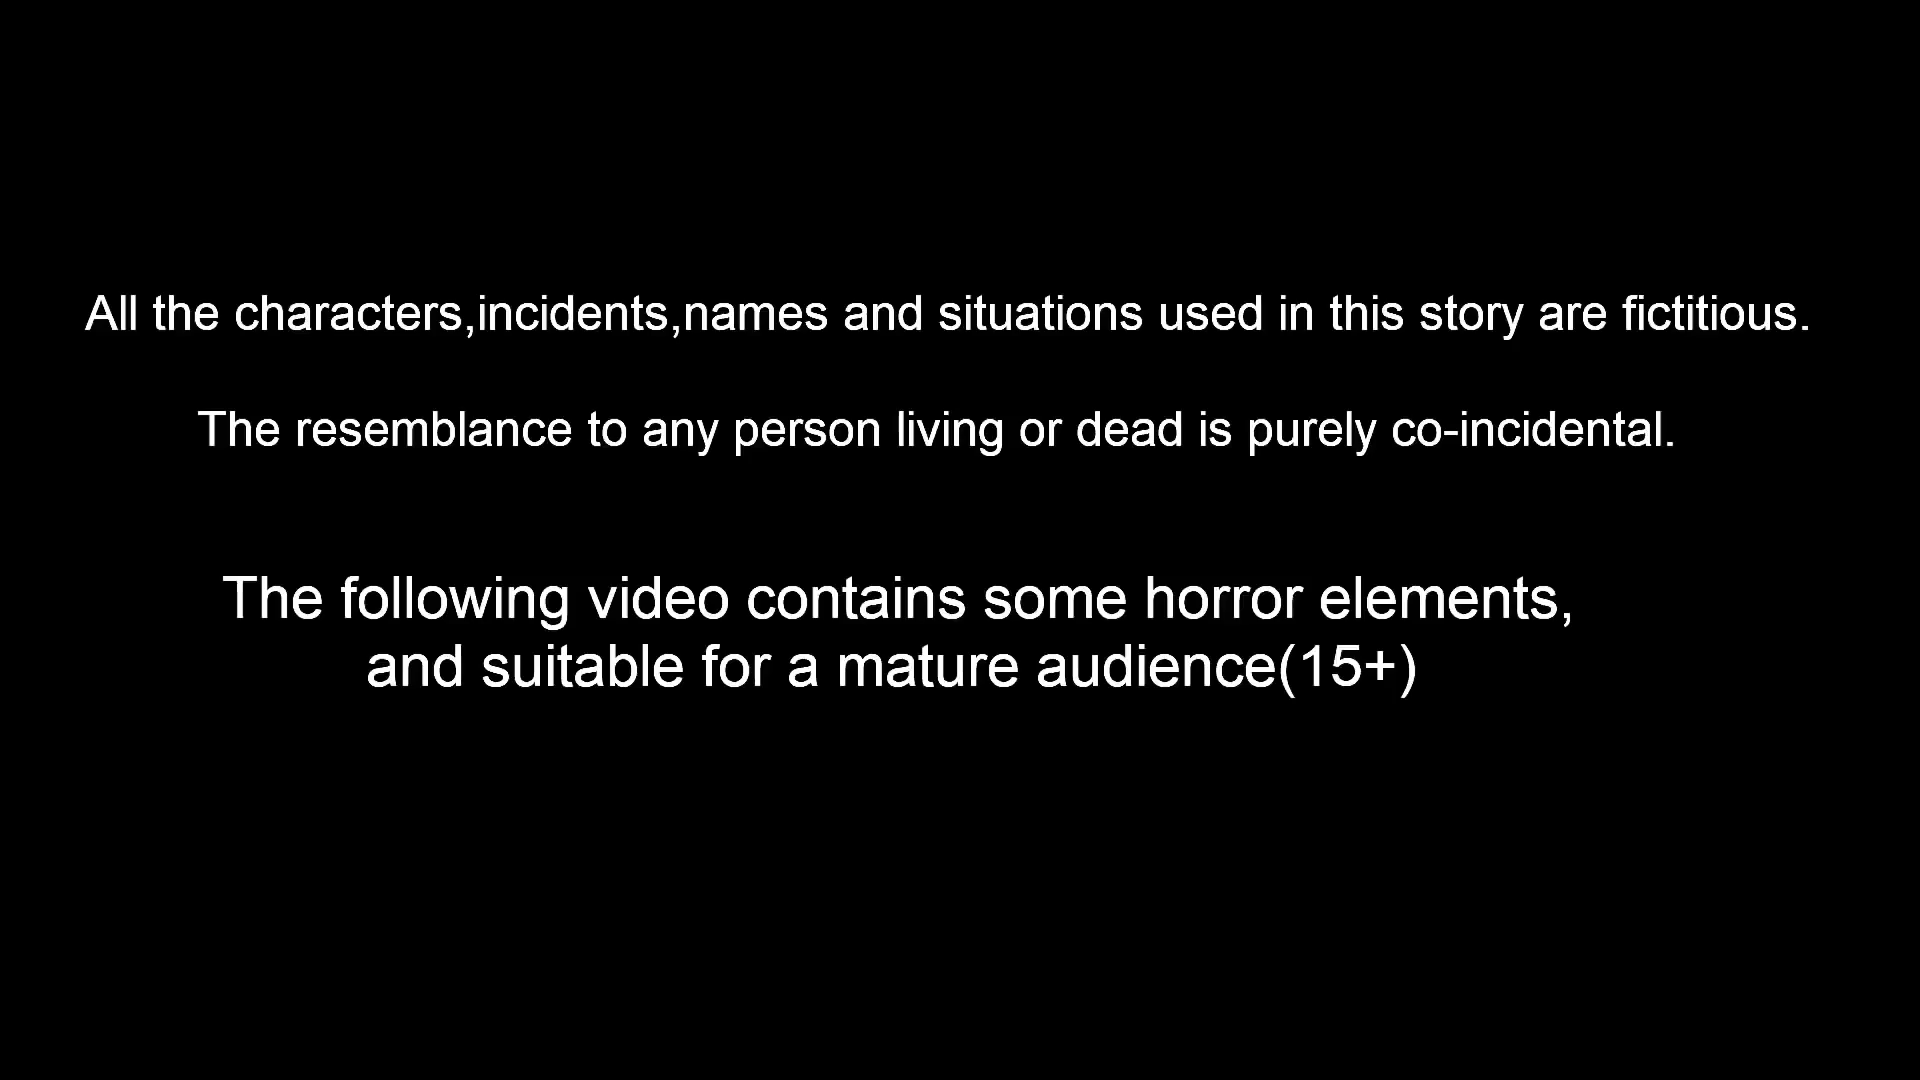 All the characters,incidents,names and situations used in this story are fictitious.
The resemblance to any person living or dead is purely co-incidental.
The following video contains some horror elements,
and suitable for a mature audience(15+)